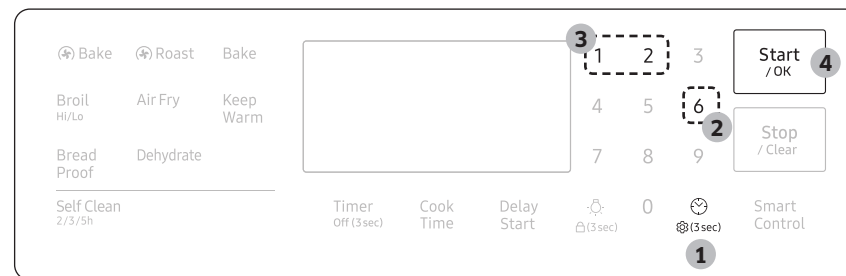 Bake Roast Bake
3
1 2 3
Start
/ OK
4
Broil
Hi/Lo
Air Fry
Keep
Warm
4 5 6
2
Stop
/ Clear
Bread
Proof
Dehydrate
7 8 9
Self Clean
2/3/5h
Timer
Off (3 sec)
Cook
Time
Delay
Start
(3 sec)
0
(3 sec)
1
Smart
Control